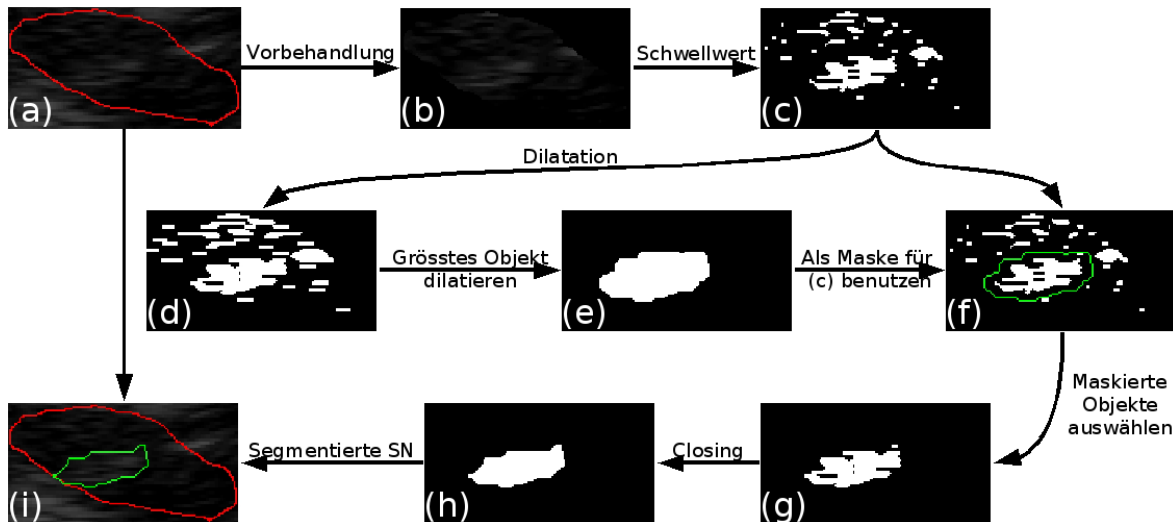 (a)
Vorbehandlung
(b)
Schwellwert
(c)
Dilatation
(d)
Grösstes Objekt
dilatieren
(e)
Als Maske für
(c) benutzen
(f)
Maskierte
Objekte
auswählen
(g)
Closing
(h)
Segmentierte SN
(i)